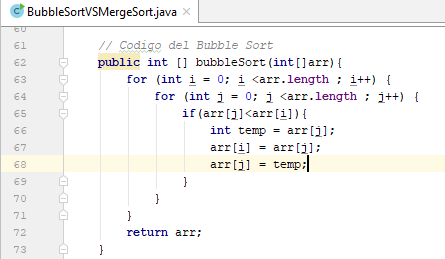 BubbleSortVSMergeSort.java ×
60
61 // Codigo del Bubble Sort
62 public int [] bubbleSort(int[]arr){
63 for (int i = 0; i <arr.length ; i++) {
64 for (int j = 0; j <arr.length ; j++) {
65 if(arr[j]<arr[i]){
66 int temp = arr[j];
67 arr[i] = arr[j];
68 arr[j] = temp;
69 }
70 }
71 }
72 return arr;
73 }